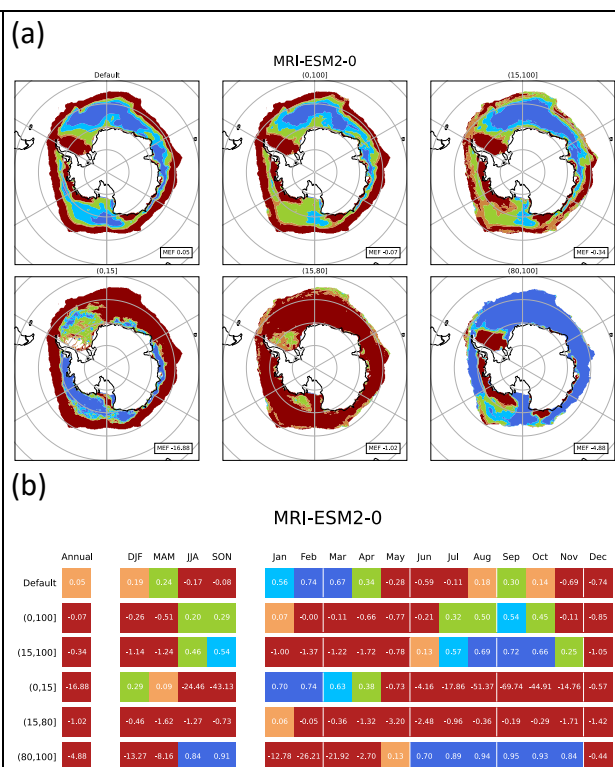 (a)
MRI-ESM2-0
Default (0,100] (15,100]
MEF 0.05 MEF -0.07 MEF -0.34
(0,15] (15,80] (80,100]
MEF -16.88 MEF -1.02 MEF -4.88
(b)
MRI-ESM2-0
Annual DJF MAM JJA SON Jan Feb Mar Apr May Jun Jul Aug Sep Oct Nov Dec
Default 0.05 0.19 0.24 -0.17 -0.08 0.56 0.74 0.67 0.34 -0.28 -0.59 -0.11 0.18 0.30 0.14 -0.69 -0.74
(0,100] -0.07 -0.26 -0.51 0.20 0.29 0.07 -0.00 -0.11 -0.66 -0.77 -0.21 0.32 0.50 0.54 0.45 -0.11 -0.85
(15,100] -0.34 -1.14 -1.24 0.46 0.54 -1.00 -1.37 -1.22 -1.72 -0.78 0.13 0.57 0.69 0.72 0.66 0.25 -1.05
(0,15] -16.88 0.29 0.09 -24.46 -43.13 0.70 0.74 0.63 0.38 -0.73 -4.16 -17.86 -51.37 -69.74 -44.91 -14.76 -0.57
(15,80] -1.02 -0.46 -1.62 -1.27 -0.73 0.06 -0.05 -0.36 -1.32 -3.20 -2.48 -0.96 -0.36 -0.19 -0.29 -1.71 -1.42
(80,100] -4.88 -13.27 -8.16 0.84 0.91 -12.78 -26.21 -21.92 -2.70 0.13 0.70 0.89 0.94 0.95 0.93 0.84 -0.44